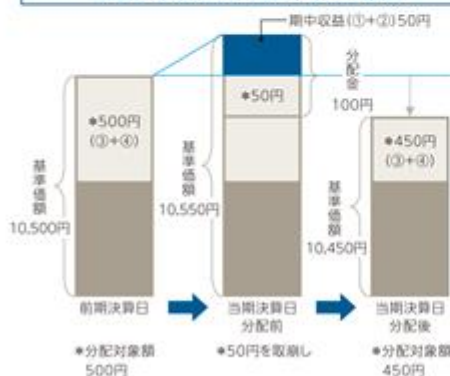 期中収益(①+②)50円
*500円
(③+④)
*50円
分配金
100円
*450円
(③+④)
基準価額
10,500円
基準価額
10,550円
基準価額
10,450円
前期決算日
当期決算日
分配前
当期決算日
分配後
*分配対象額
500円
*50円を取崩し
*分配対象額
450円